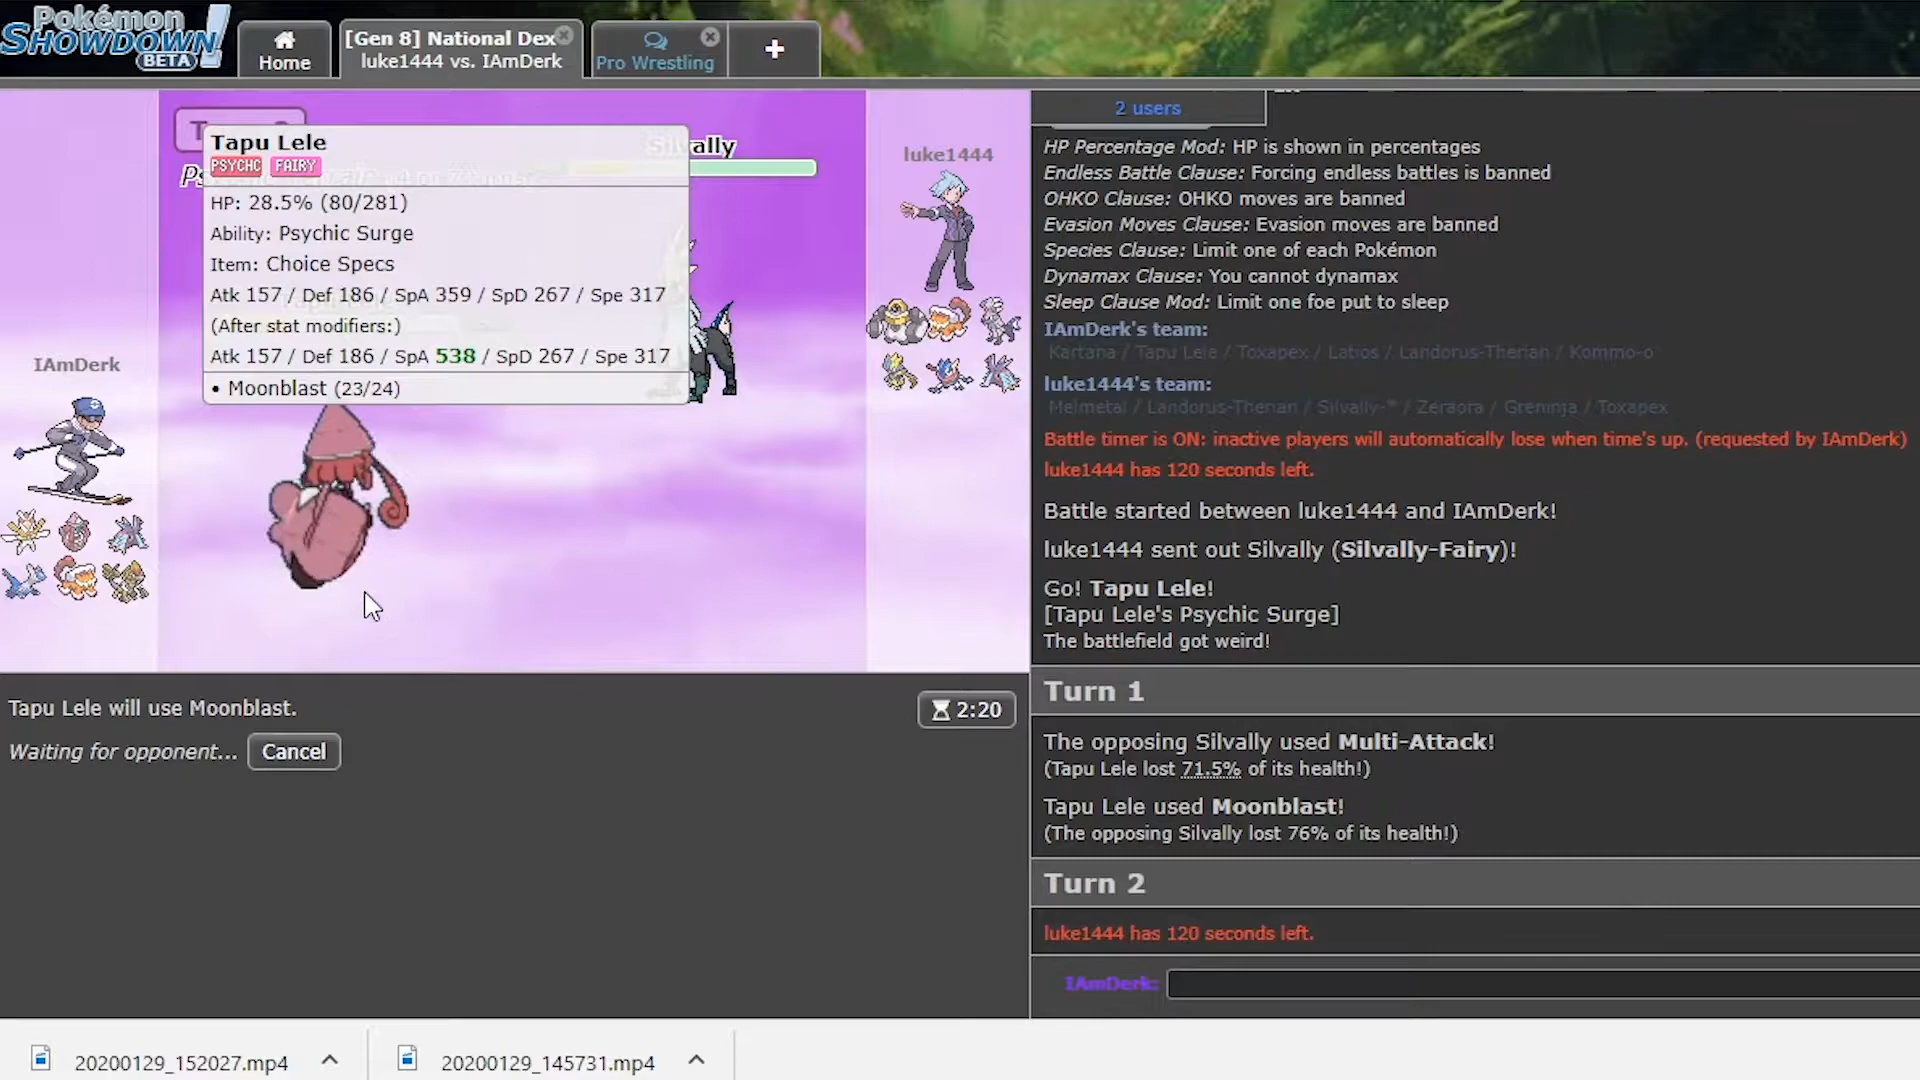 Pokémon
SHOWDOWN!
BETA
Home
[Gen 8] National Dex
luke1444 vs. IAmDerk
Pro Wrestling
+
Tapu Lele
PSYCHC FAIRY
HP: 28.5% (80/281)
Ability: Psychic Surge
Item: Choice Specs
Atk 157 / Def 186 / SpA 359 / SpD 267 / Spe 317
(After stat modifiers:)
Atk 157 / Def 186 / SpA 538 / SpD 267 / Spe 317
• Moonblast (23/24)
Silvally
IAmDerk
luke1444
Tapu Lele will use Moonblast.
2:20
Waiting for opponent... Cancel
2 users
HP Percentage Mod: HP is shown in percentages
Endless Battle Clause: Forcing endless battles is banned
OHKO Clause: OHKO moves are banned
Evasion Moves Clause: Evasion moves are banned
Species Clause: Limit one of each Pokémon
Dynamax Clause: You cannot dynamax
Sleep Clause Mod: Limit one foe put to sleep
IAmDerk's team:
Kartana / Tapu Lele / Toxapex / Latios / Landorus-Therian / Kommo-o
luke1444's team:
Melmetal / Landorus-Therian / Silvally-* / Zeraora / Greninja / Toxapex
Battle timer is ON: inactive players will automatically lose when time's up. (requested by IAmDerk)
luke1444 has 120 seconds left.
Battle started between luke1444 and IAmDerk!
luke1444 sent out Silvally (Silvally-Fairy)!
Go! Tapu Lele!
[Tapu Lele's Psychic Surge]
The battlefield got weird!
Turn 1
The opposing Silvally used Multi-Attack!
(Tapu Lele lost 71.5% of its health!)
Tapu Lele used Moonblast!
(The opposing Silvally lost 76% of its health!)
Turn 2
luke1444 has 120 seconds left.
IAmDerk:
20200129_152027.mp4
20200129_145731.mp4